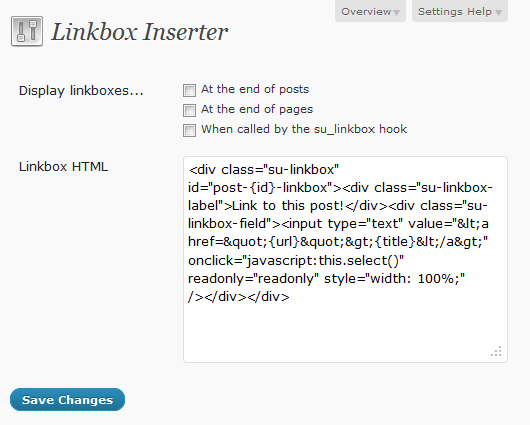 Overview
Settings Help
Linkbox Inserter
Display linkboxes...
At the end of posts
At the end of pages
When called by the su_linkbox hook
Linkbox HTML
<div class="su-linkbox"
id="post-{id}-linkbox"><div class="su-linkbox-
label">Link to this post!</div><div class="su-
linkbox-field"><input type="text" value="&lt;a
href=&quot;{url}&quot;&gt;{title}&lt;/a&gt;"
onclick="javascript:this.select()"
readonly="readonly" style="width: 100%;"
/></div></div>
Save Changes